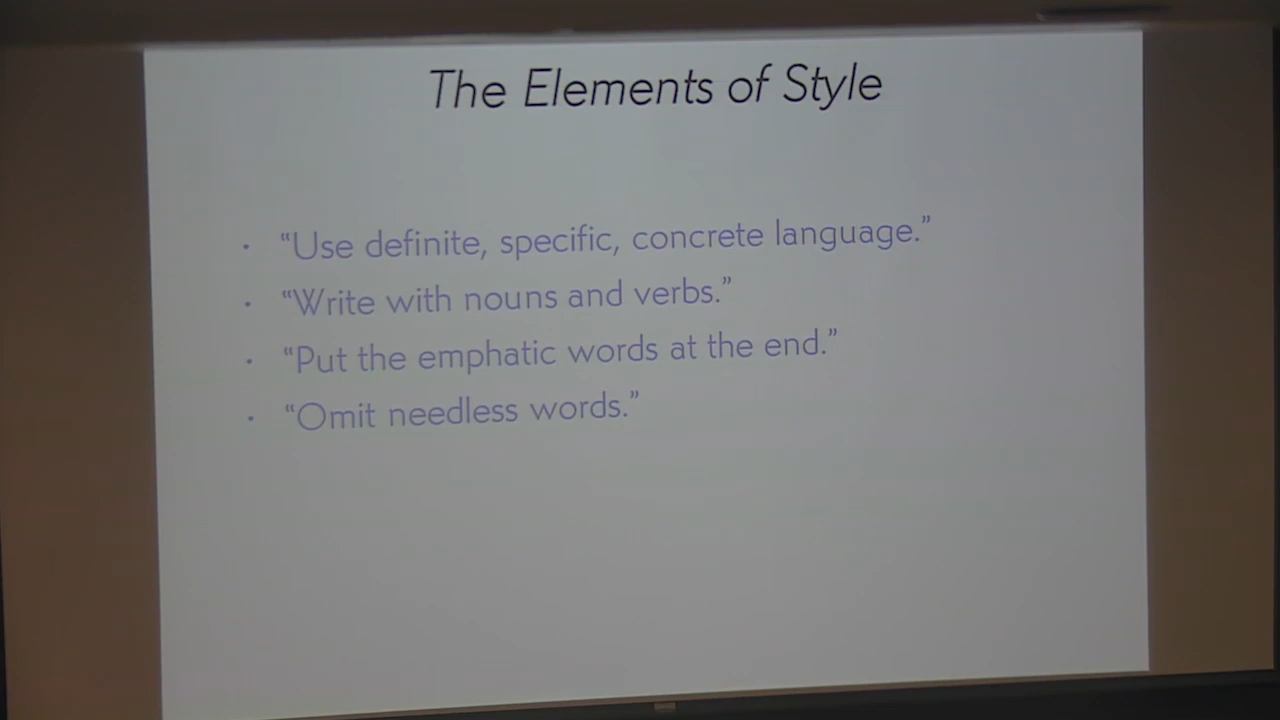 The Elements of Style
• “Use definite, specific, concrete language.”
• “Write with nouns and verbs.”
• “Put the emphatic words at the end.”
• “Omit needless words.”